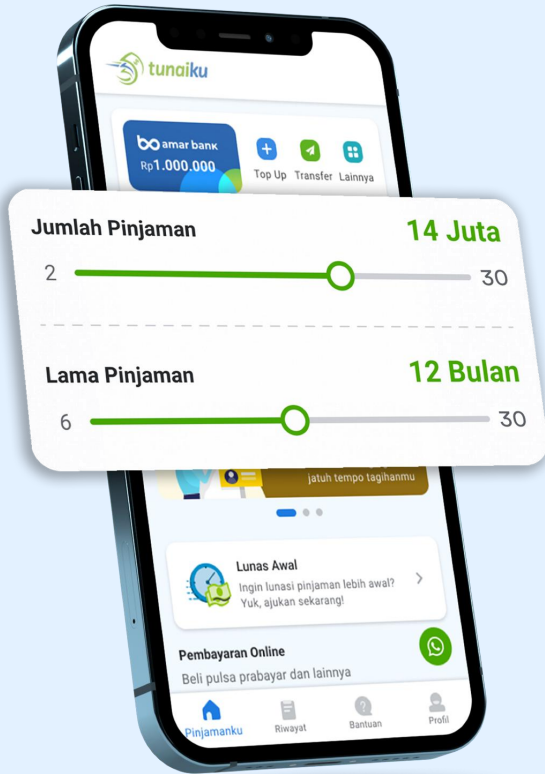 tunaiku
amar bank
Rp1.000.000
Top Up Transfer Lainnya
Jumlah Pinjaman 14 Juta
2 30
Lama Pinjaman 12 Bulan
6 30
jatuh tempo tagihanmu
Lunas Awal
Ingin lunasi pinjaman lebih awal?
Yuk, ajukan sekarang!
Pembayaran Online
Beli pulsa prabayar dan lainnya
Pinjamanku Riwayat Bantuan Profil